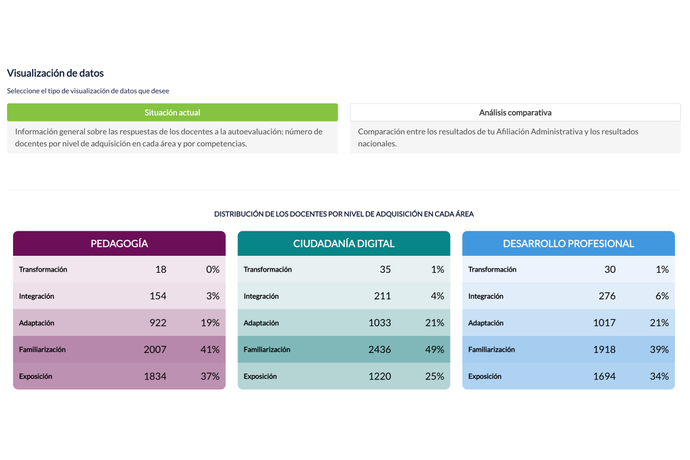 Visualización de datos
Seleccione el tipo de visualización de datos que desee
Situación actual
Información general sobre las respuestas de los docentes a la autoevaluación: número de
docentes por nivel de adquisición en cada área y por competencias.
Análisis comparativa
Comparación entre los resultados de tu Afiliación Administrativa y los resultados
nacionales.
DISTRIBUCIÓN DE LOS DOCENTES POR NIVEL DE ADQUISICIÓN EN CADA ÁREA
PEDAGOGÍA
Transformación 18 0%
Integración 154 3%
Adaptación 922 19%
Familiarización 2007 41%
Exposición 1834 37%
CIUDADANÍA DIGITAL
Transformación 35 1%
Integración 211 4%
Adaptación 1033 21%
Familiarización 2436 49%
Exposición 1220 25%
DESARROLLO PROFESIONAL
Transformación 30 1%
Integración 276 6%
Adaptación 1017 21%
Familiarización 1918 39%
Exposición 1694 34%